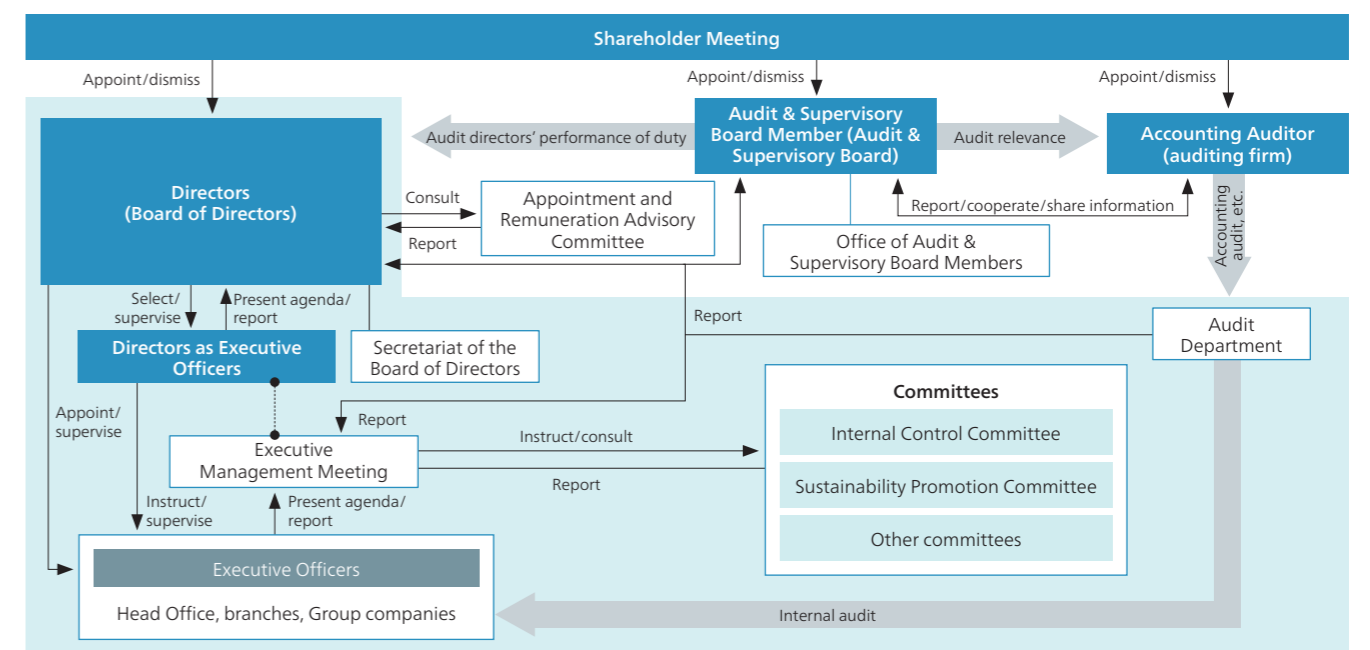 Shareholder Meeting
Appoint/dismiss
Appoint/dismiss
Appoint/dismiss
Directors
(Board of Directors)
Audit directors' performance of duty
Audit & Supervisory
Board Member (Audit &
Supervisory Board)
Audit relevance
Accounting Auditor
(auditing firm)
Consult
Report
Appointment and
Remuneration Advisory
Committee
Report/cooperate/share information
Office of Audit &
Supervisory Board Members
Accounting
audit, etc.
Select/
supervise
Present agenda/
report
Report
Audit
Department
Directors as Executive
Officers
Secretariat of the
Board of Directors
Appoint/
supervise
Report
Executive
Management Meeting
Instruct/consult
Report
Committees
Internal Control Committee
Sustainability Promotion Committee
Other committees
Instruct/
supervise
Present agenda/
report
Executive Officers
Head Office, branches, Group companies
Internal audit